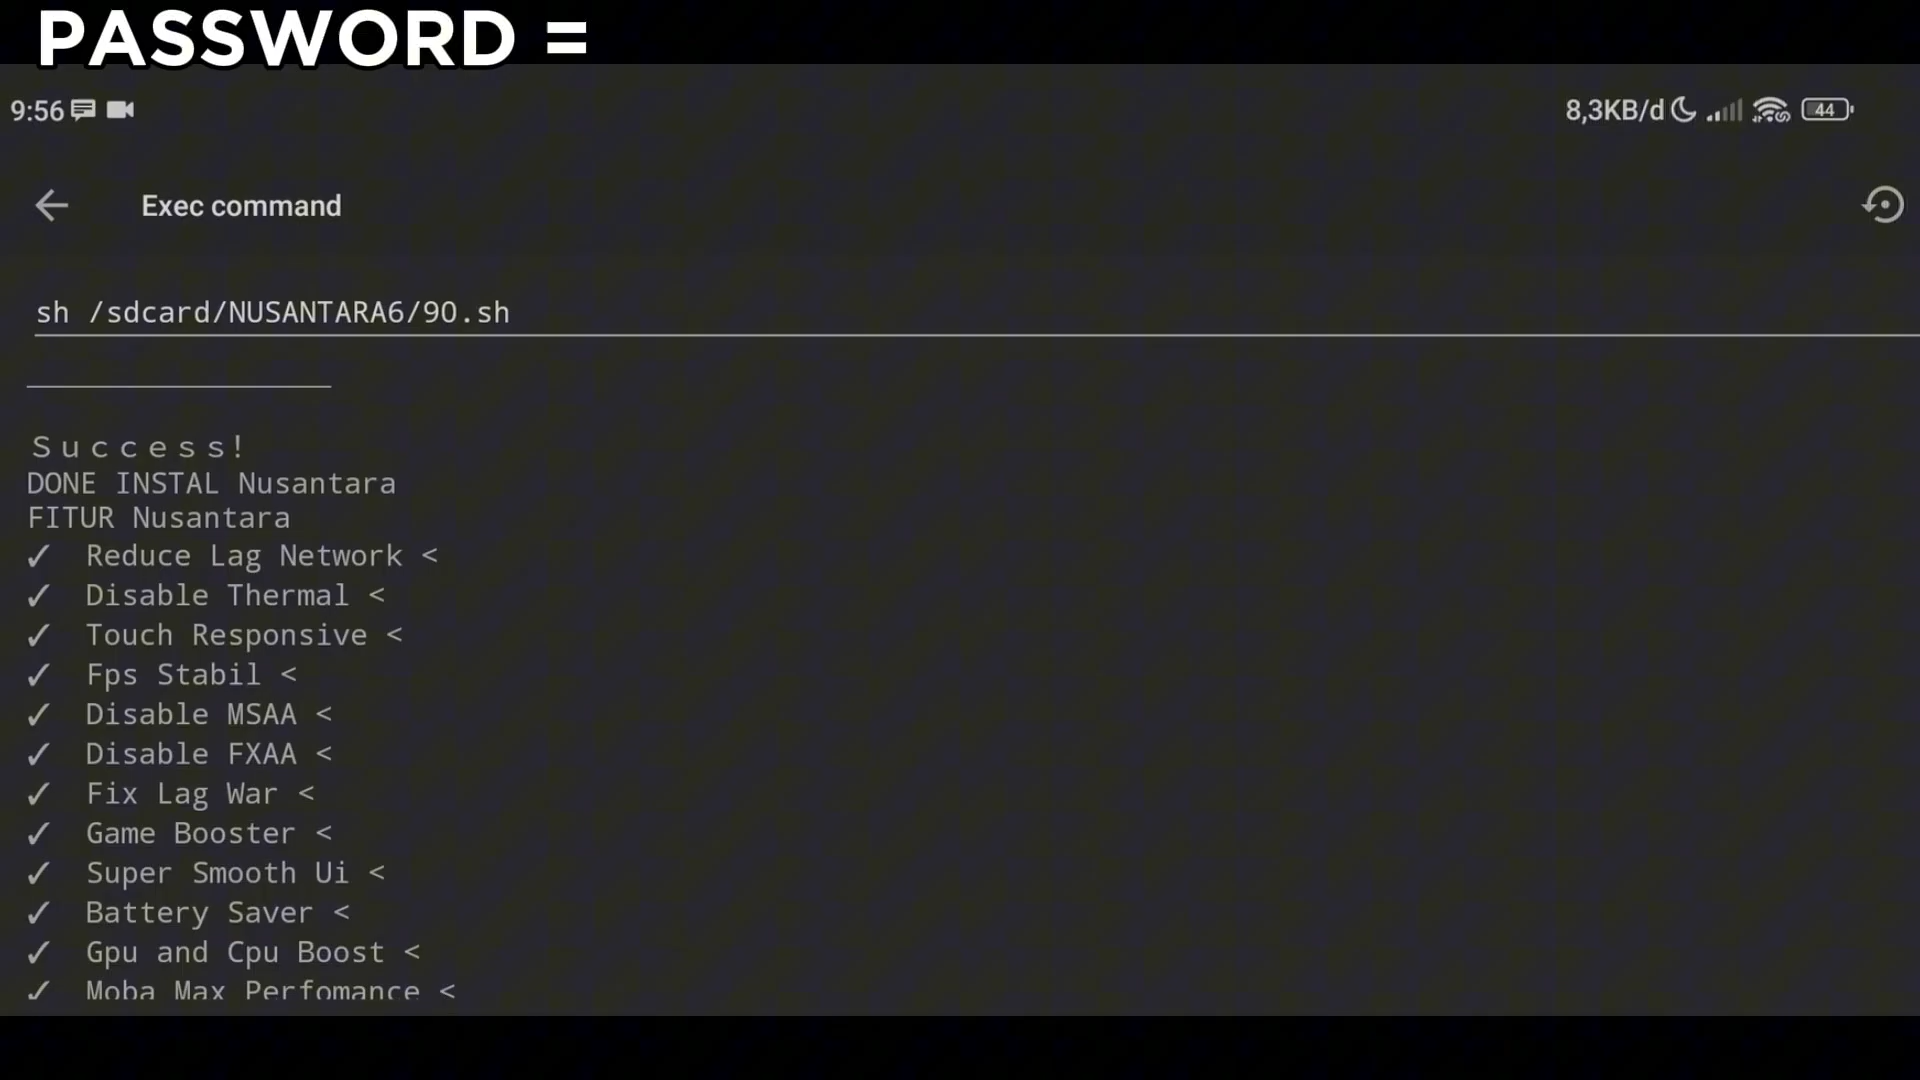 PASSWORD =
9:56 8,3KB/d 44
Exec command
sh /sdcard/NUSANTARA6/90.sh
Success!
DONE INSTAL Nusantara
FITUR Nusantara
✓ Reduce Lag Network <
✓ Disable Thermal <
✓ Touch Responsive <
✓ Fps Stabil <
✓ Disable MSAA <
✓ Disable FXAA <
✓ Fix Lag War <
✓ Game Booster <
✓ Super Smooth Ui <
✓ Battery Saver <
✓ Gpu and Cpu Boost <
✓ Moba Max Perfomance <